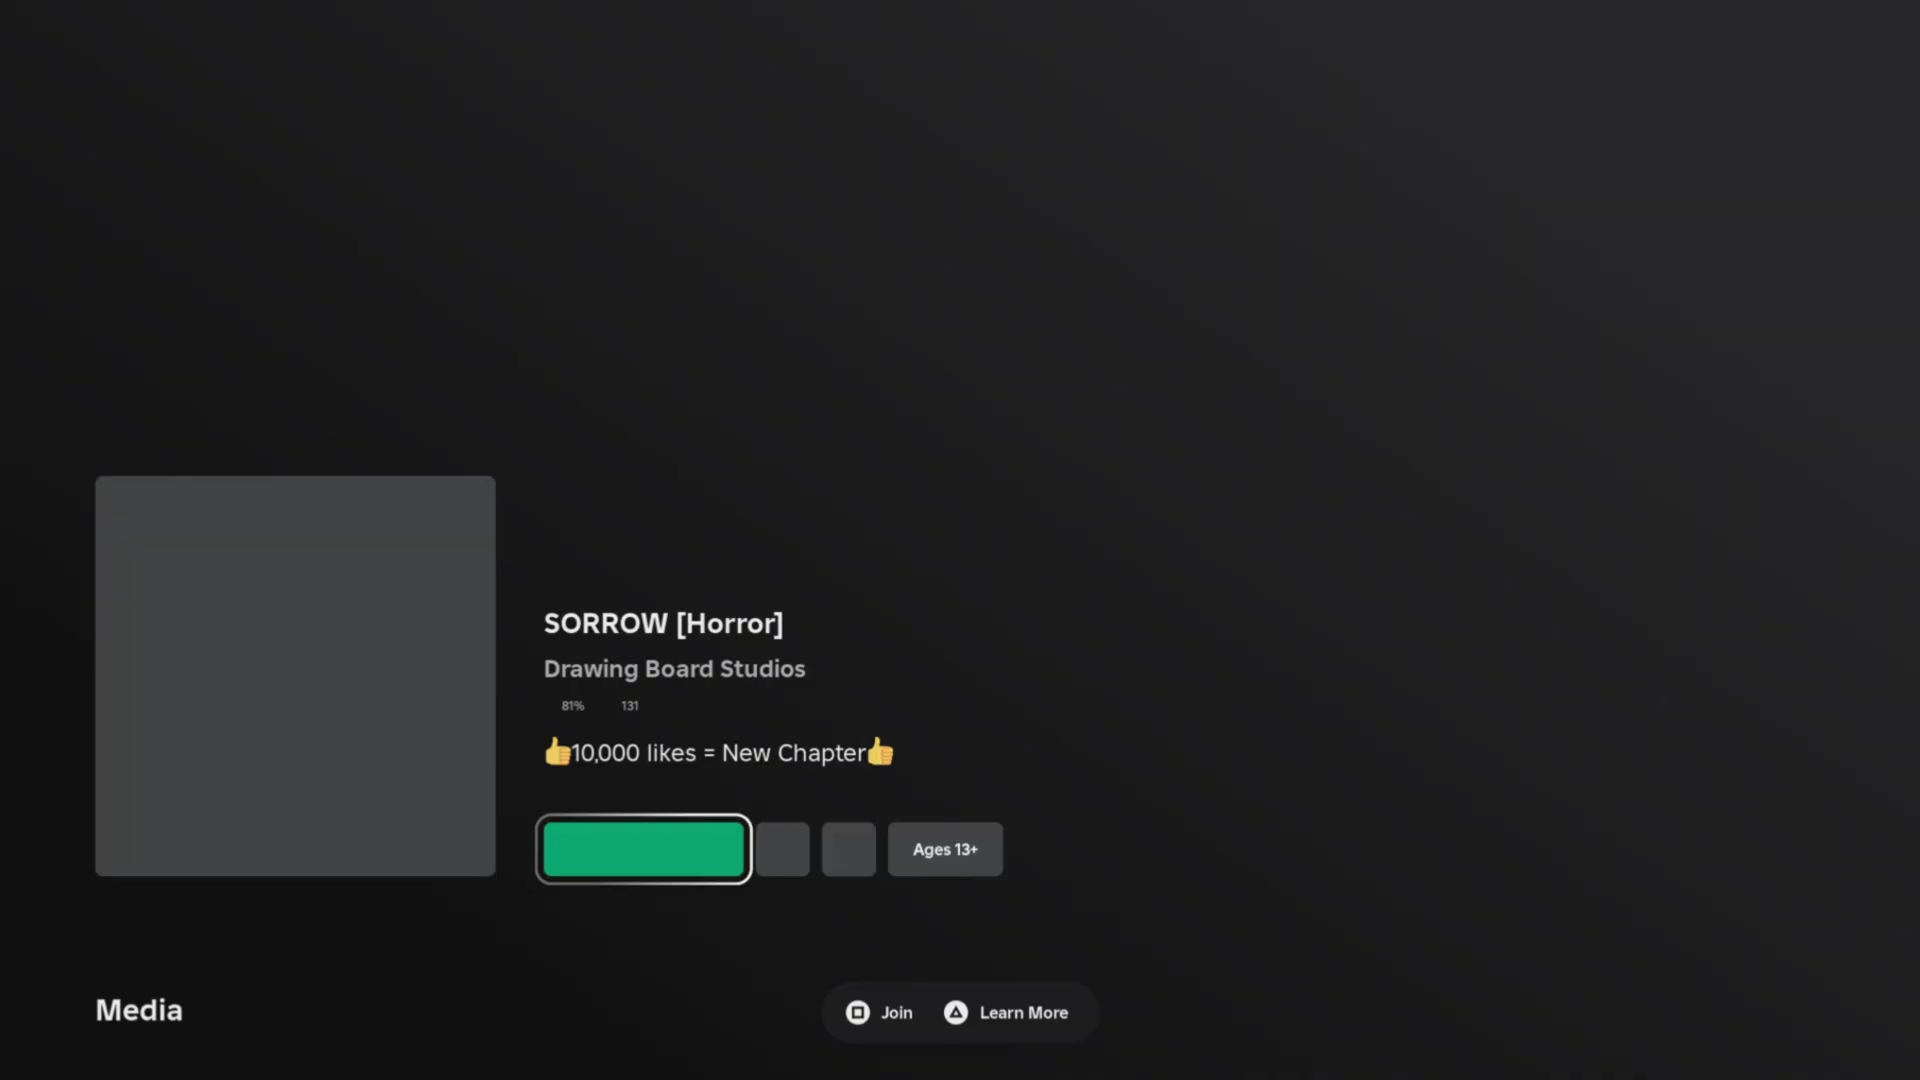 SORROW [Horror]
Drawing Board Studios
81% 131
👍10,000 likes = New Chapter👍
Ages 13+
Media
Join Learn More